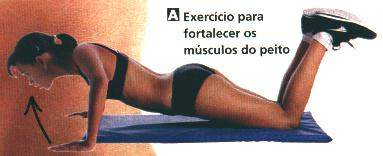 A Exercício para
fortalecer os
músculos do peito